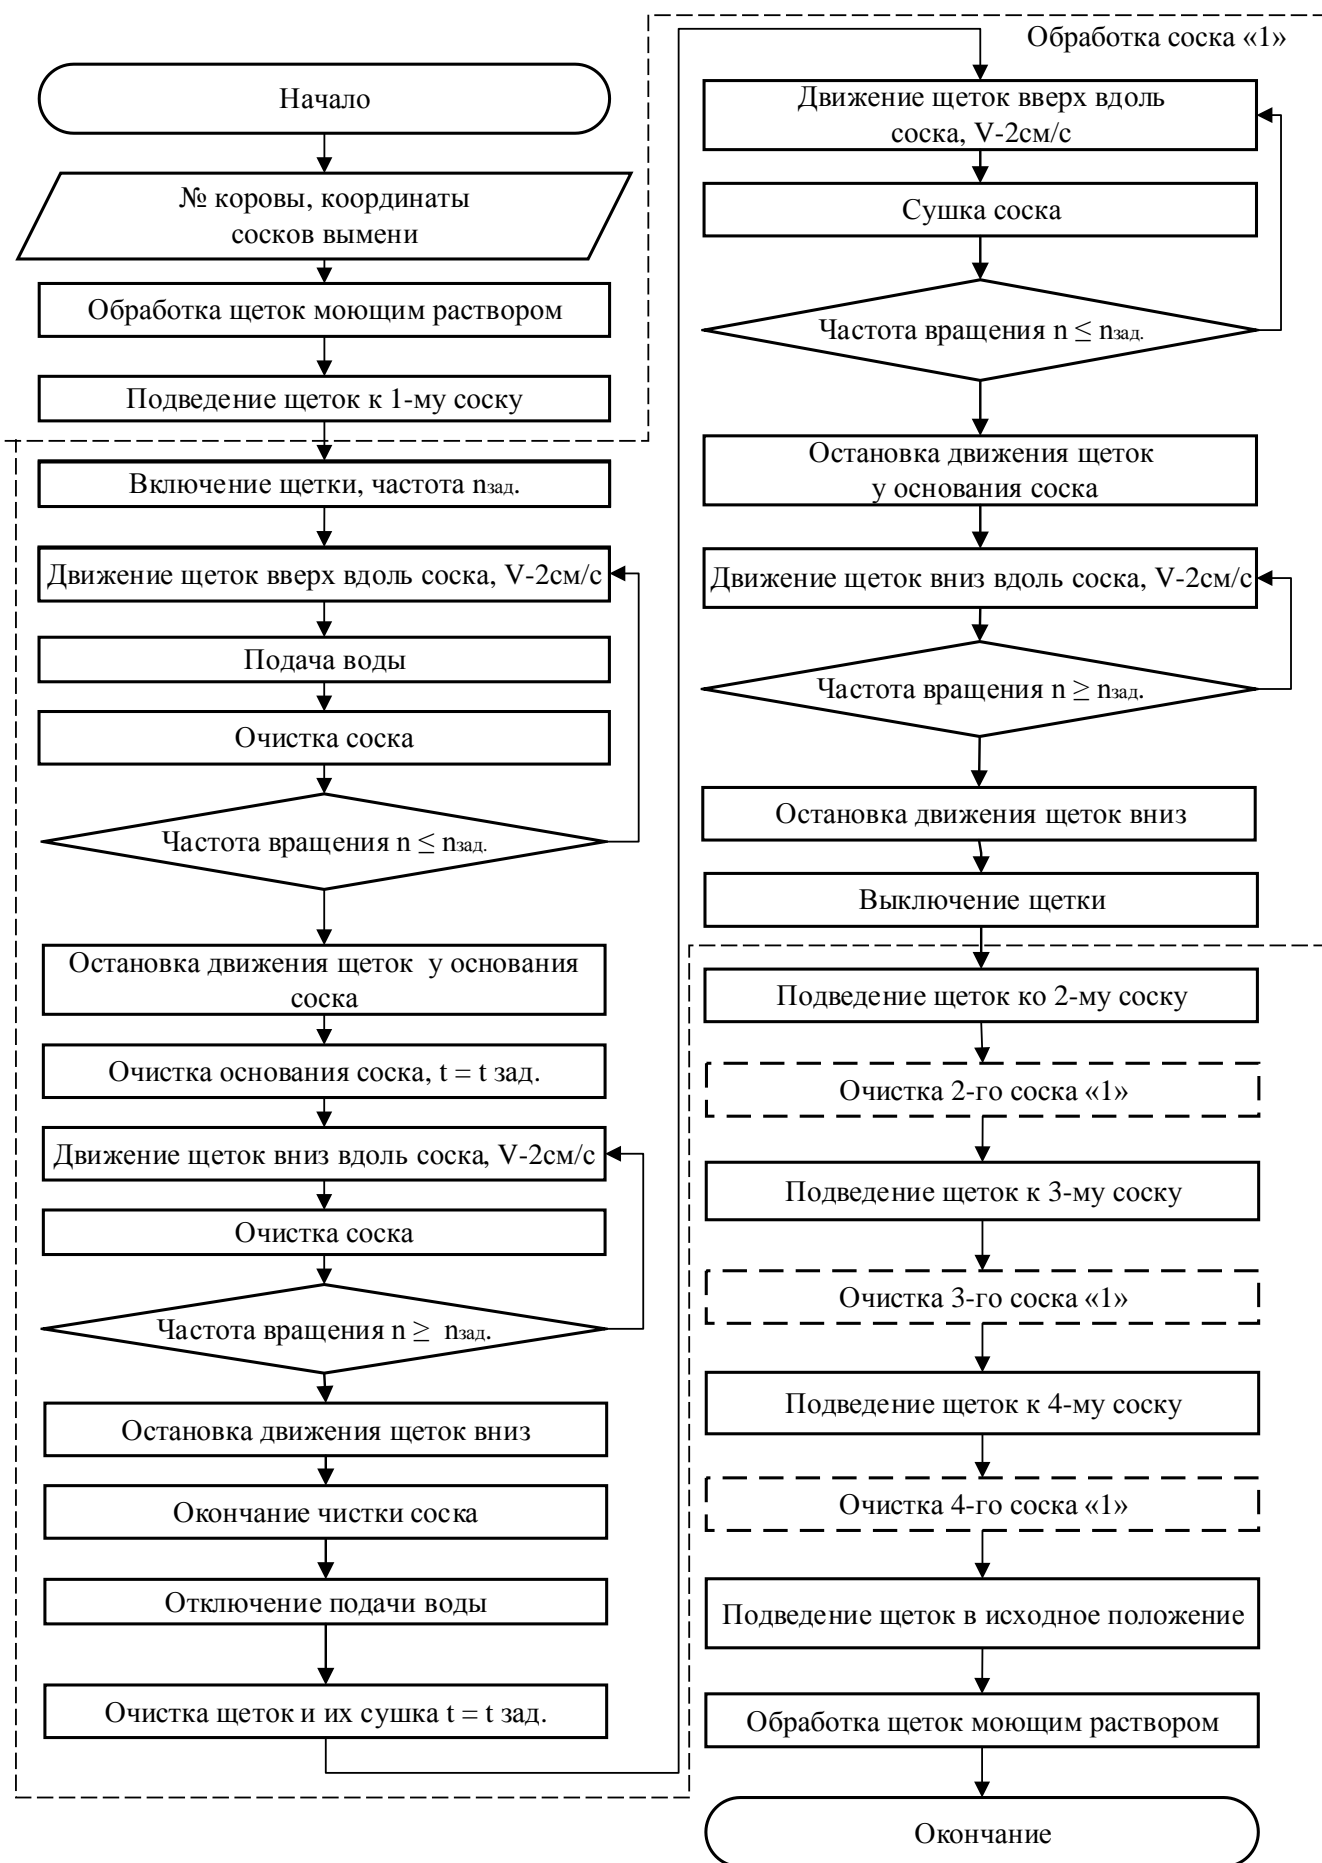 Начало
№ коровы, координаты
сосков вымени
Обработка щеток моющим раствором
Подведение щеток к 1-му соску
Включение щетки, частота nзад.
Движение щеток вверх вдоль соска, V-2см/с
Подача воды
Очистка соска
Частота вращения n ≤ nзад.
Остановка движения щеток у основания
соска
Очистка основания соска, t = t зад.
Движение щеток вниз вдоль соска, V-2см/с
Очистка соска
Частота вращения n ≥ nзад.
Остановка движения щеток вниз
Окончание чистки соска
Отключение подачи воды
Очистка щеток и их сушка t = t зад.
Обработка соска «1»
Движение щеток вверх вдоль
соска, V-2см/с
Сушка соска
Частота вращения n ≤ nзад.
Остановка движения щеток
у основания соска
Движение щеток вниз вдоль соска, V-2см/с
Частота вращения n ≥ nзад.
Остановка движения щеток вниз
Выключение щетки
Подведение щеток ко 2-му соску
Очистка 2-го соска «1»
Подведение щеток к 3-му соску
Очистка 3-го соска «1»
Подведение щеток к 4-му соску
Очистка 4-го соска «1»
Подведение щеток в исходное положение
Обработка щеток моющим раствором
Окончание